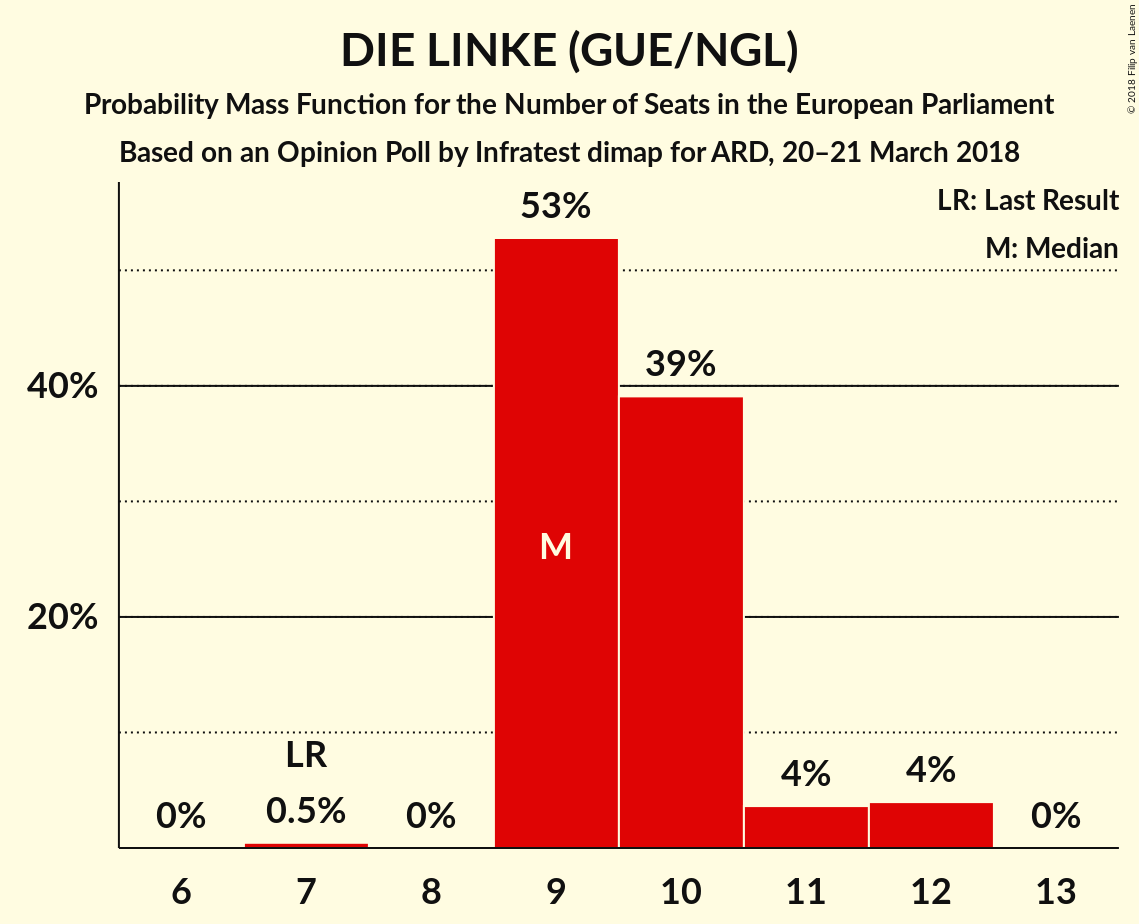 DIE LINKE (GUE/NGL)
Probability Mass Function for the Number of Seats in the European Parliament
Based on an Opinion Poll by Infratest dimap for ARD, 20–21 March 2018
© 2018 Filip van Laenen
LR: Last Result
M: Median
53%
39%
40%
M
20%
LR
0%
0.5%
0%
4%
4%
0%
6 7 8 9 10 11 12 13